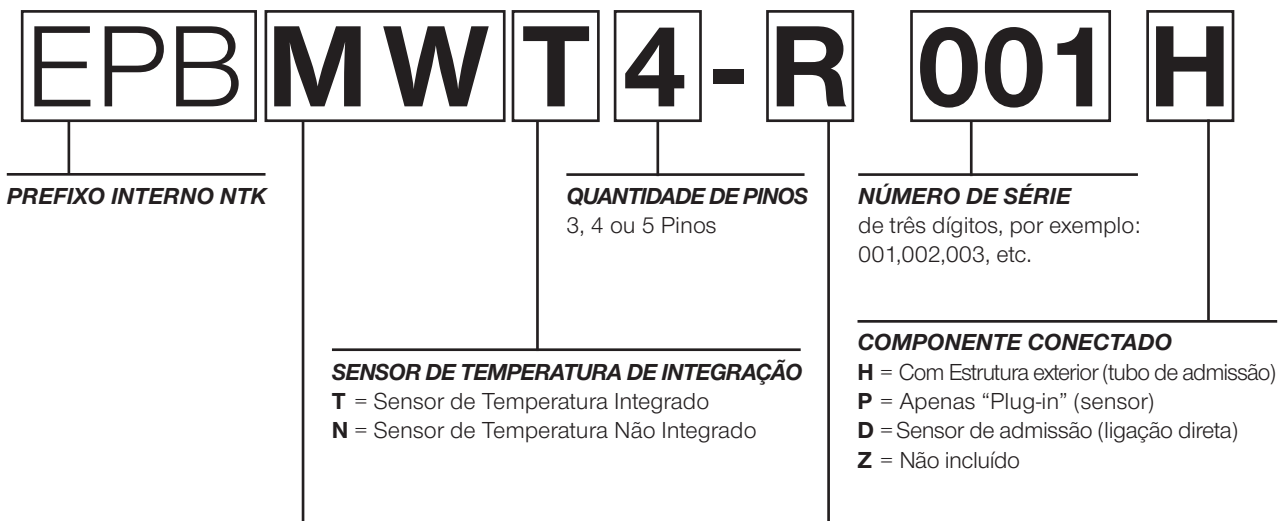 EPB MW T 4 - R 001 H
PREFIXO INTERNO NTK
QUANTIDADE DE PINOS
3, 4 ou 5 Pinos
NÚMERO DE SÉRIE
de três dígitos, por exemplo:
001,002,003, etc.
SENSOR DE TEMPERATURA DE INTEGRAÇÃO
T = Sensor de Temperatura Integrado
N = Sensor de Temperatura Não Integrado
COMPONENTE CONECTADO
H = Com Estrutura exterior (tubo de admissão)
P = Apenas “Plug-in” (sensor)
D = Sensor de admissão (ligação direta)
Z = Não incluído